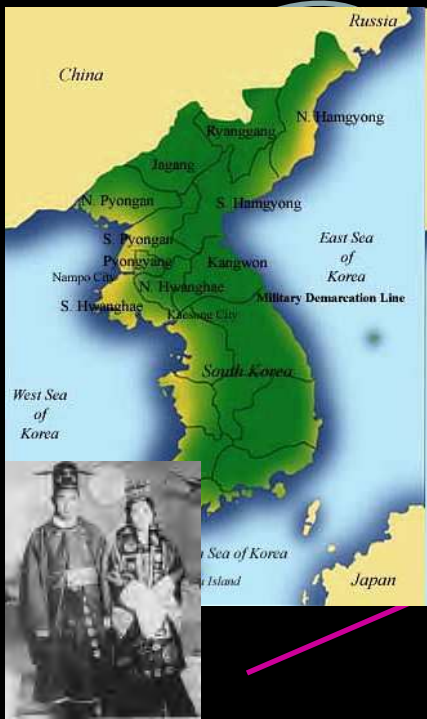 Russia
China
N. Hamgyong
Ryanggang
Jagang
N. Pyongan
S. Hamgyong
S. Pyongan
East Sea
of
Korea
Pyongyang
Kangwon
Nampo City
N. Hwanghae
Military Demarcation Line
S. Hwanghae
Kaesong City
South Korea
West Sea
of
Korea
Sea of Korea
Island
Japan